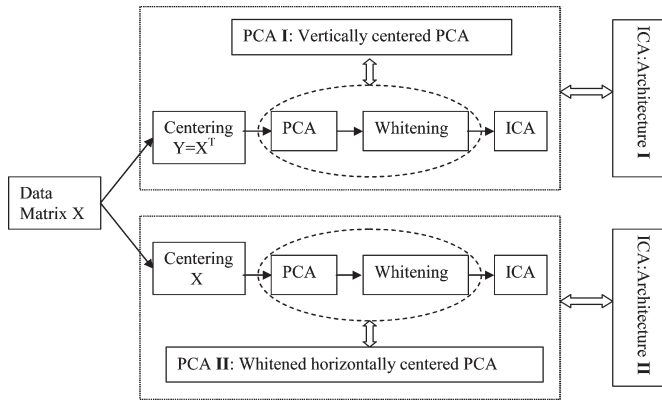 PCA I: Vertically centered PCA
Centering
Y=X^T
PCA
Whitening
ICA
ICA:Architecture I
Data
Matrix X
Centering
X
PCA
Whitening
ICA
PCA II: Whitened horizontally centered PCA
ICA:Architecture II